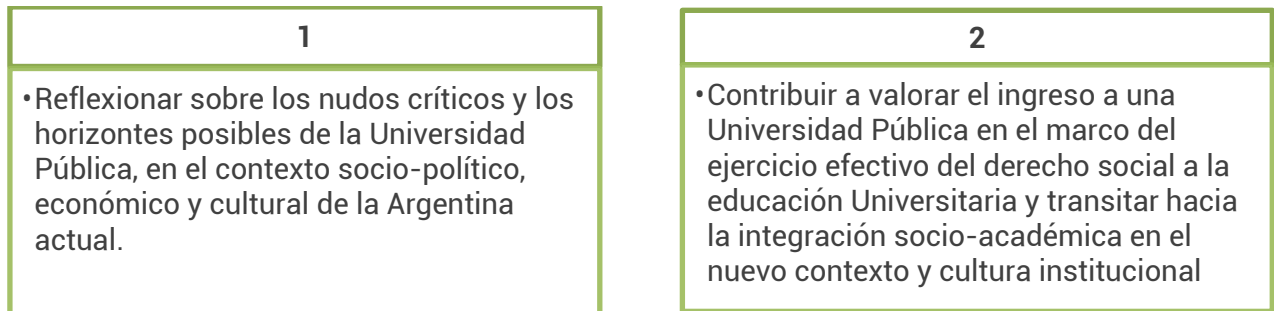 1
•Reflexionar sobre los nudos críticos y los
horizontes posibles de la Universidad
Pública, en el contexto socio-político,
económico y cultural de la Argentina
actual.
2
•Contribuir a valorar el ingreso a una
Universidad Pública en el marco del
ejercicio efectivo del derecho social a la
educación Universitaria y transitar hacia
la integración socio-académica en el
nuevo contexto y cultura institucional